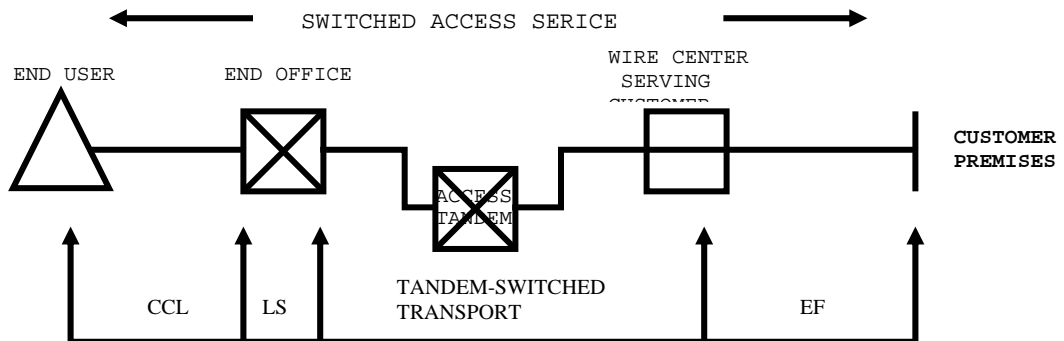 SWITCHED ACCESS SERICE
WIRE CENTER
SERVING
CUSTOMER
END USER
END OFFICE
CUSTOMER
PREMISES
ACCESS
TANDEM
TANDEM-SWITCHED
TRANSPORT
CCL
LS
EF